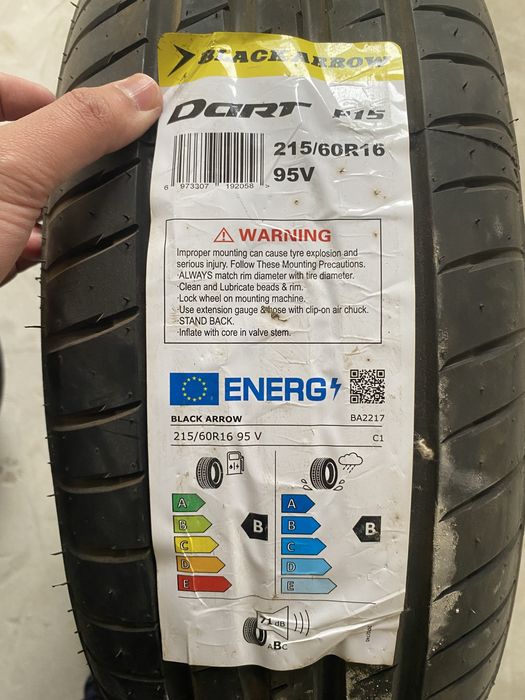 BLACK ARROW
DART
215/60R16
95V
6 973307 192058 >
WARNING
Improper mounting can cause tyre explosion and
serious injury. Follow These Mounting Precautions.
·ALWAYS match rim diameter with tire diameter.
·Clean and Lubricate beads & rim.
·Lock wheel on mounting machine.
·Use extension gauge & hose with clip-on air chuck.
·STAND BACK.
·Inflate with core in valve stem.
ENERG
BLACK ARROW BA2217
215/60R16 95 V C1
A A
B B B B
C C
D D
E E
71 dB
ABC